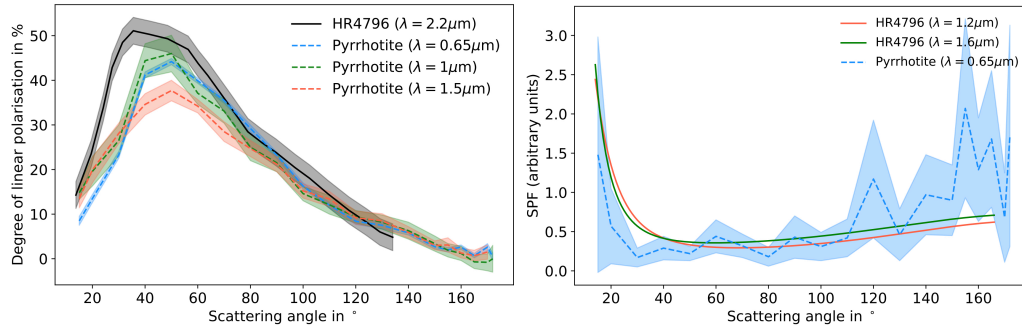 Degree of linear polarisation in %
50
40
30
20
10
0
HR4796 (λ = 2.2μm)
Pyrrhotite (λ = 0.65μm)
Pyrrhotite (λ = 1μm)
Pyrrhotite (λ = 1.5μm)
20 40 60 80 100 120 140 160
Scattering angle in °
SPF (arbitrary units)
3.0
2.5
2.0
1.5
1.0
0.5
0.0
HR4796 (λ = 1.2μm)
HR4796 (λ = 1.6μm)
Pyrrhotite (λ = 0.65μm)
20 40 60 80 100 120 140 160
Scattering angle in °